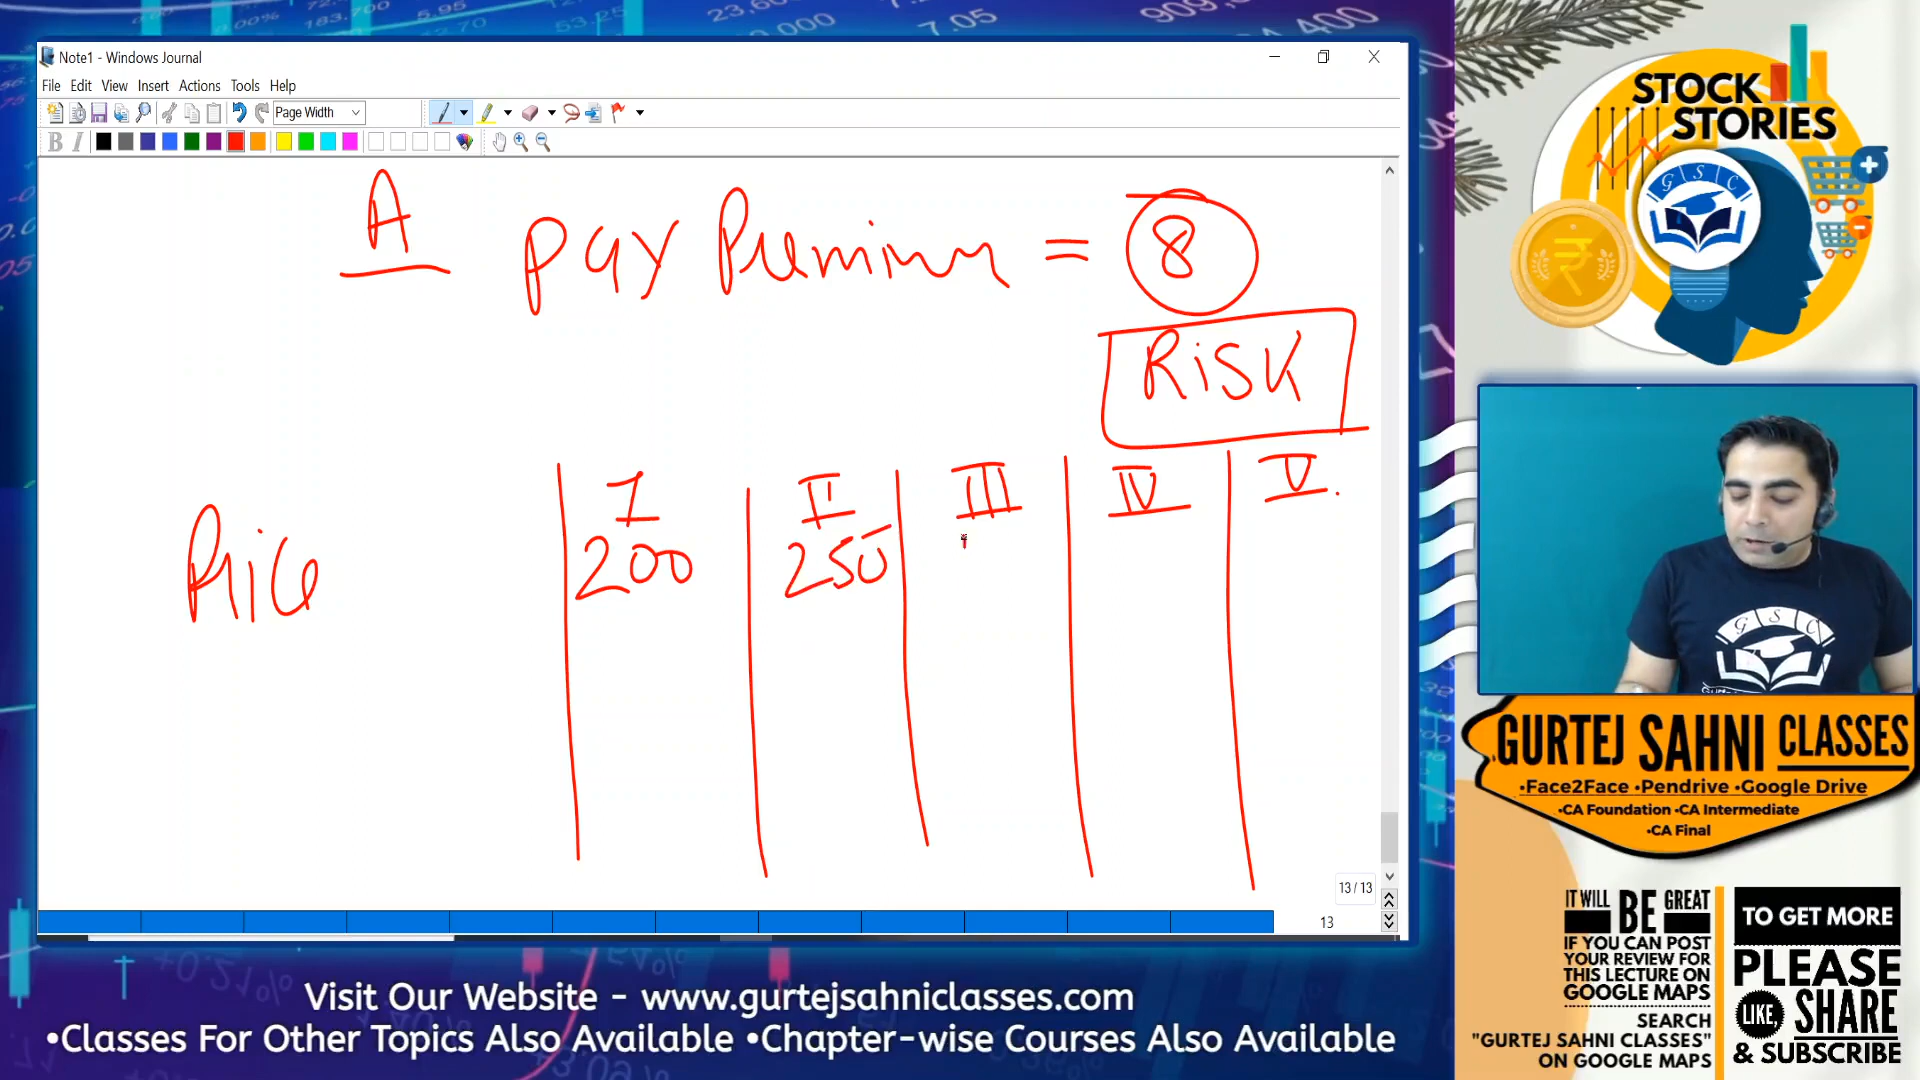 Note1 - Windows Journal
File Edit View Insert Actions Tools Help
Page Width
B I
A Pay Premium = 8
RiSK
I II III IV V.
Price 200 250
13 / 13
13
STOCK
STORIES
G S C
G S C
GURTEJ SAHNI CLASSES
•Face2Face •Pendrive •Google Drive
•CA Foundation •CA Intermediate
•CA Final
IT WILL BE GREAT
IF YOU CAN POST
YOUR REVIEW FOR
THIS LECTURE ON
GOOGLE MAPS
SEARCH
"GURTEJ SAHNI CLASSES"
ON GOOGLE MAPS
TO GET MORE
PLEASE
LIKE, SHARE
& SUBSCRIBE
Visit Our Website - www.gurtejsahniclasses.com
•Classes For Other Topics Also Available •Chapter-wise Courses Also Available